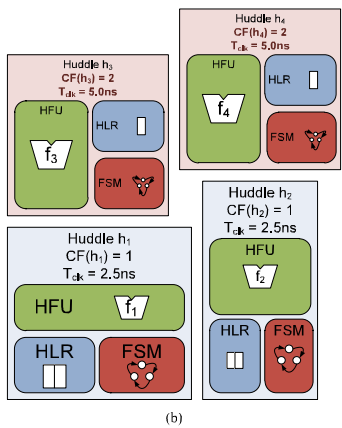 Huddle h3
CF(h3) = 2
Tclk = 5.0ns
HFU
f3
HLR
FSM
Huddle h4
CF(h4) = 2
Tclk = 5.0ns
HFU
f4
HLR
FSM
Huddle h1
CF(h1) = 1
Tclk = 2.5ns
HFU
f1
HLR
FSM
Huddle h2
CF(h2) = 1
Tclk = 2.5ns
HFU
f2
HLR
FSM
(b)